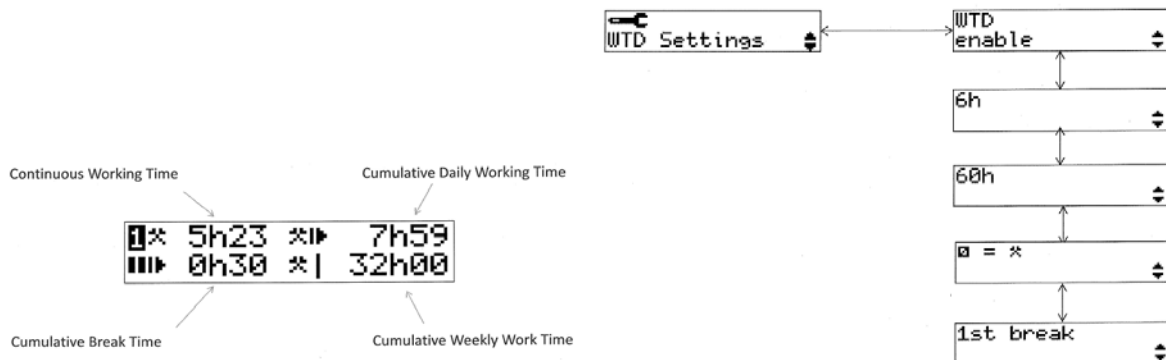 WTD Settings
WTD
enable
6h
60h
Continuous Working Time
Cumulative Daily Working Time
1 5h23 7h59
0h30 32h00
Cumulative Break Time
Cumulative Weekly Work Time
=
1st break